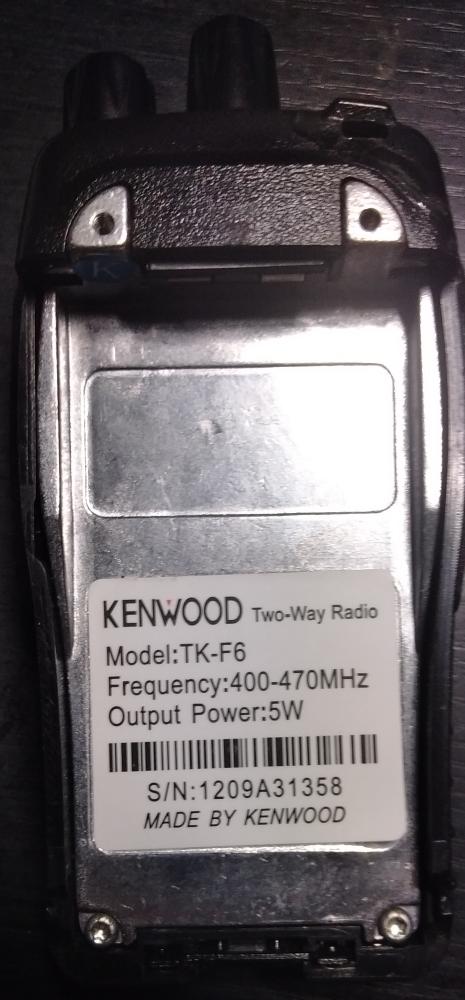 K
KENWOOD Two-Way Radio
Model:TK-F6
Frequency:400-470MHz
Output Power:5W
S/N:1209A31358
MADE BY KENWOOD